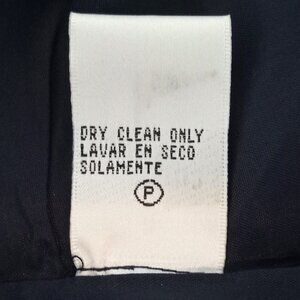 DRY CLEAN ONLY
LAVAR EN SECO
SOLAMENTE
P